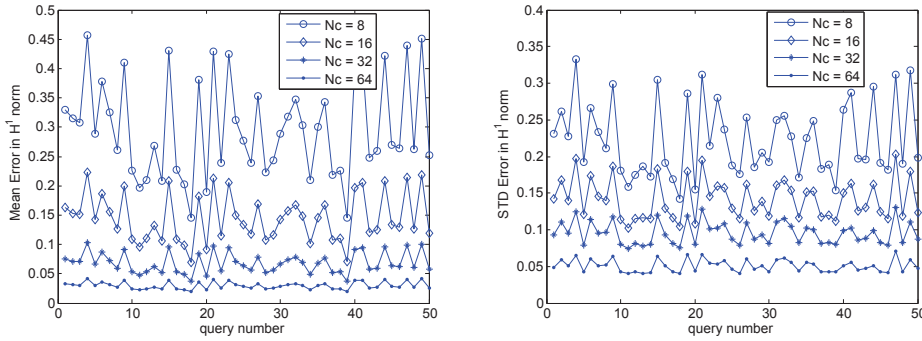 0.5
0.45
0.4
0.35
0.3
0.25
0.2
0.15
0.1
0.05
0
0 10 20 30 40 50
query number
Mean Error in H¹ norm
Nc = 8
Nc = 16
Nc = 32
Nc = 64
0.4
0.35
0.3
0.25
0.2
0.15
0.1
0.05
0
0 10 20 30 40 50
query number
STD Error in H¹ norm
Nc = 8
Nc = 16
Nc = 32
Nc = 64